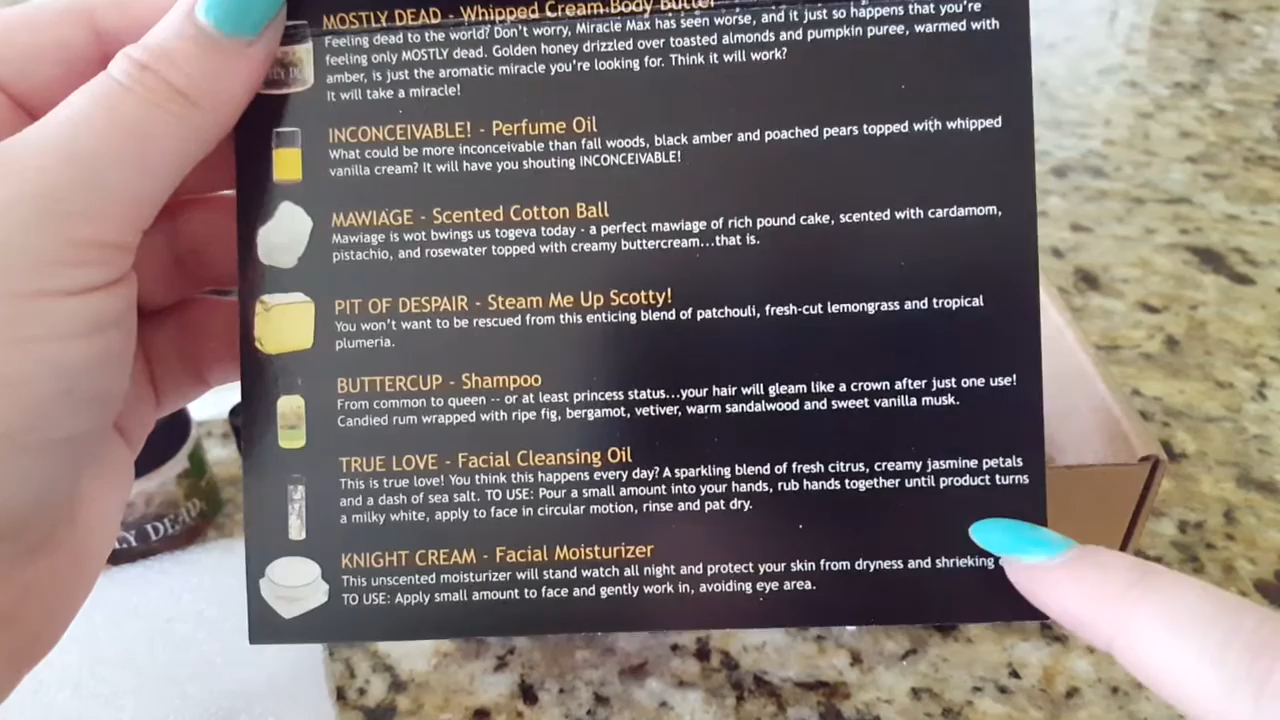 MOSTLY DEAD - Whipped Cream Body Butter
Feeling dead to the world? Don't worry, Miracle Max has seen worse, and it just so happens that you're
feeling only MOSTLY dead. Golden honey drizzled over toasted almonds and pumpkin puree, warmed with
amber, is just the aromatic miracle you're looking for. Think it will work?
It will take a miracle!
INCONCEIVABLE! - Perfume Oil
What could be more inconceivable than fall woods, black amber and poached pears topped with whipped
vanilla cream? It will have you shouting INCONCEIVABLE!
MAWIAGE - Scented Cotton Ball
Mawiage is wot bwings us togeva today - a perfect mawiage of rich pound cake, scented with cardamom,
pistachio, and rosewater topped with creamy buttercream...that is.
PIT OF DESPAIR - Steam Me Up Scotty!
You won't want to be rescued from this enticing blend of patchouli, fresh-cut lemongrass and tropical
plumeria.
BUTTERCUP - Shampoo
From common to queen -- or at least princess status...your hair will gleam like a crown after just one use!
Candied rum wrapped with ripe fig, bergamot, vetiver, warm sandalwood and sweet vanilla musk.
TRUE LOVE - Facial Cleansing Oil
This is true love! You think this happens every day? A sparkling blend of fresh citrus, creamy jasmine petals
and a dash of sea salt. TO USE: Pour a small amount into your hands, rub hands together until product turns
a milky white, apply to face in circular motion, rinse and pat dry.
KNIGHT CREAM - Facial Moisturizer
This unscented moisturizer will stand watch all night and protect your skin from dryness and shrieking
TO USE: Apply small amount to face and gently work in, avoiding eye area.
LY DEAD